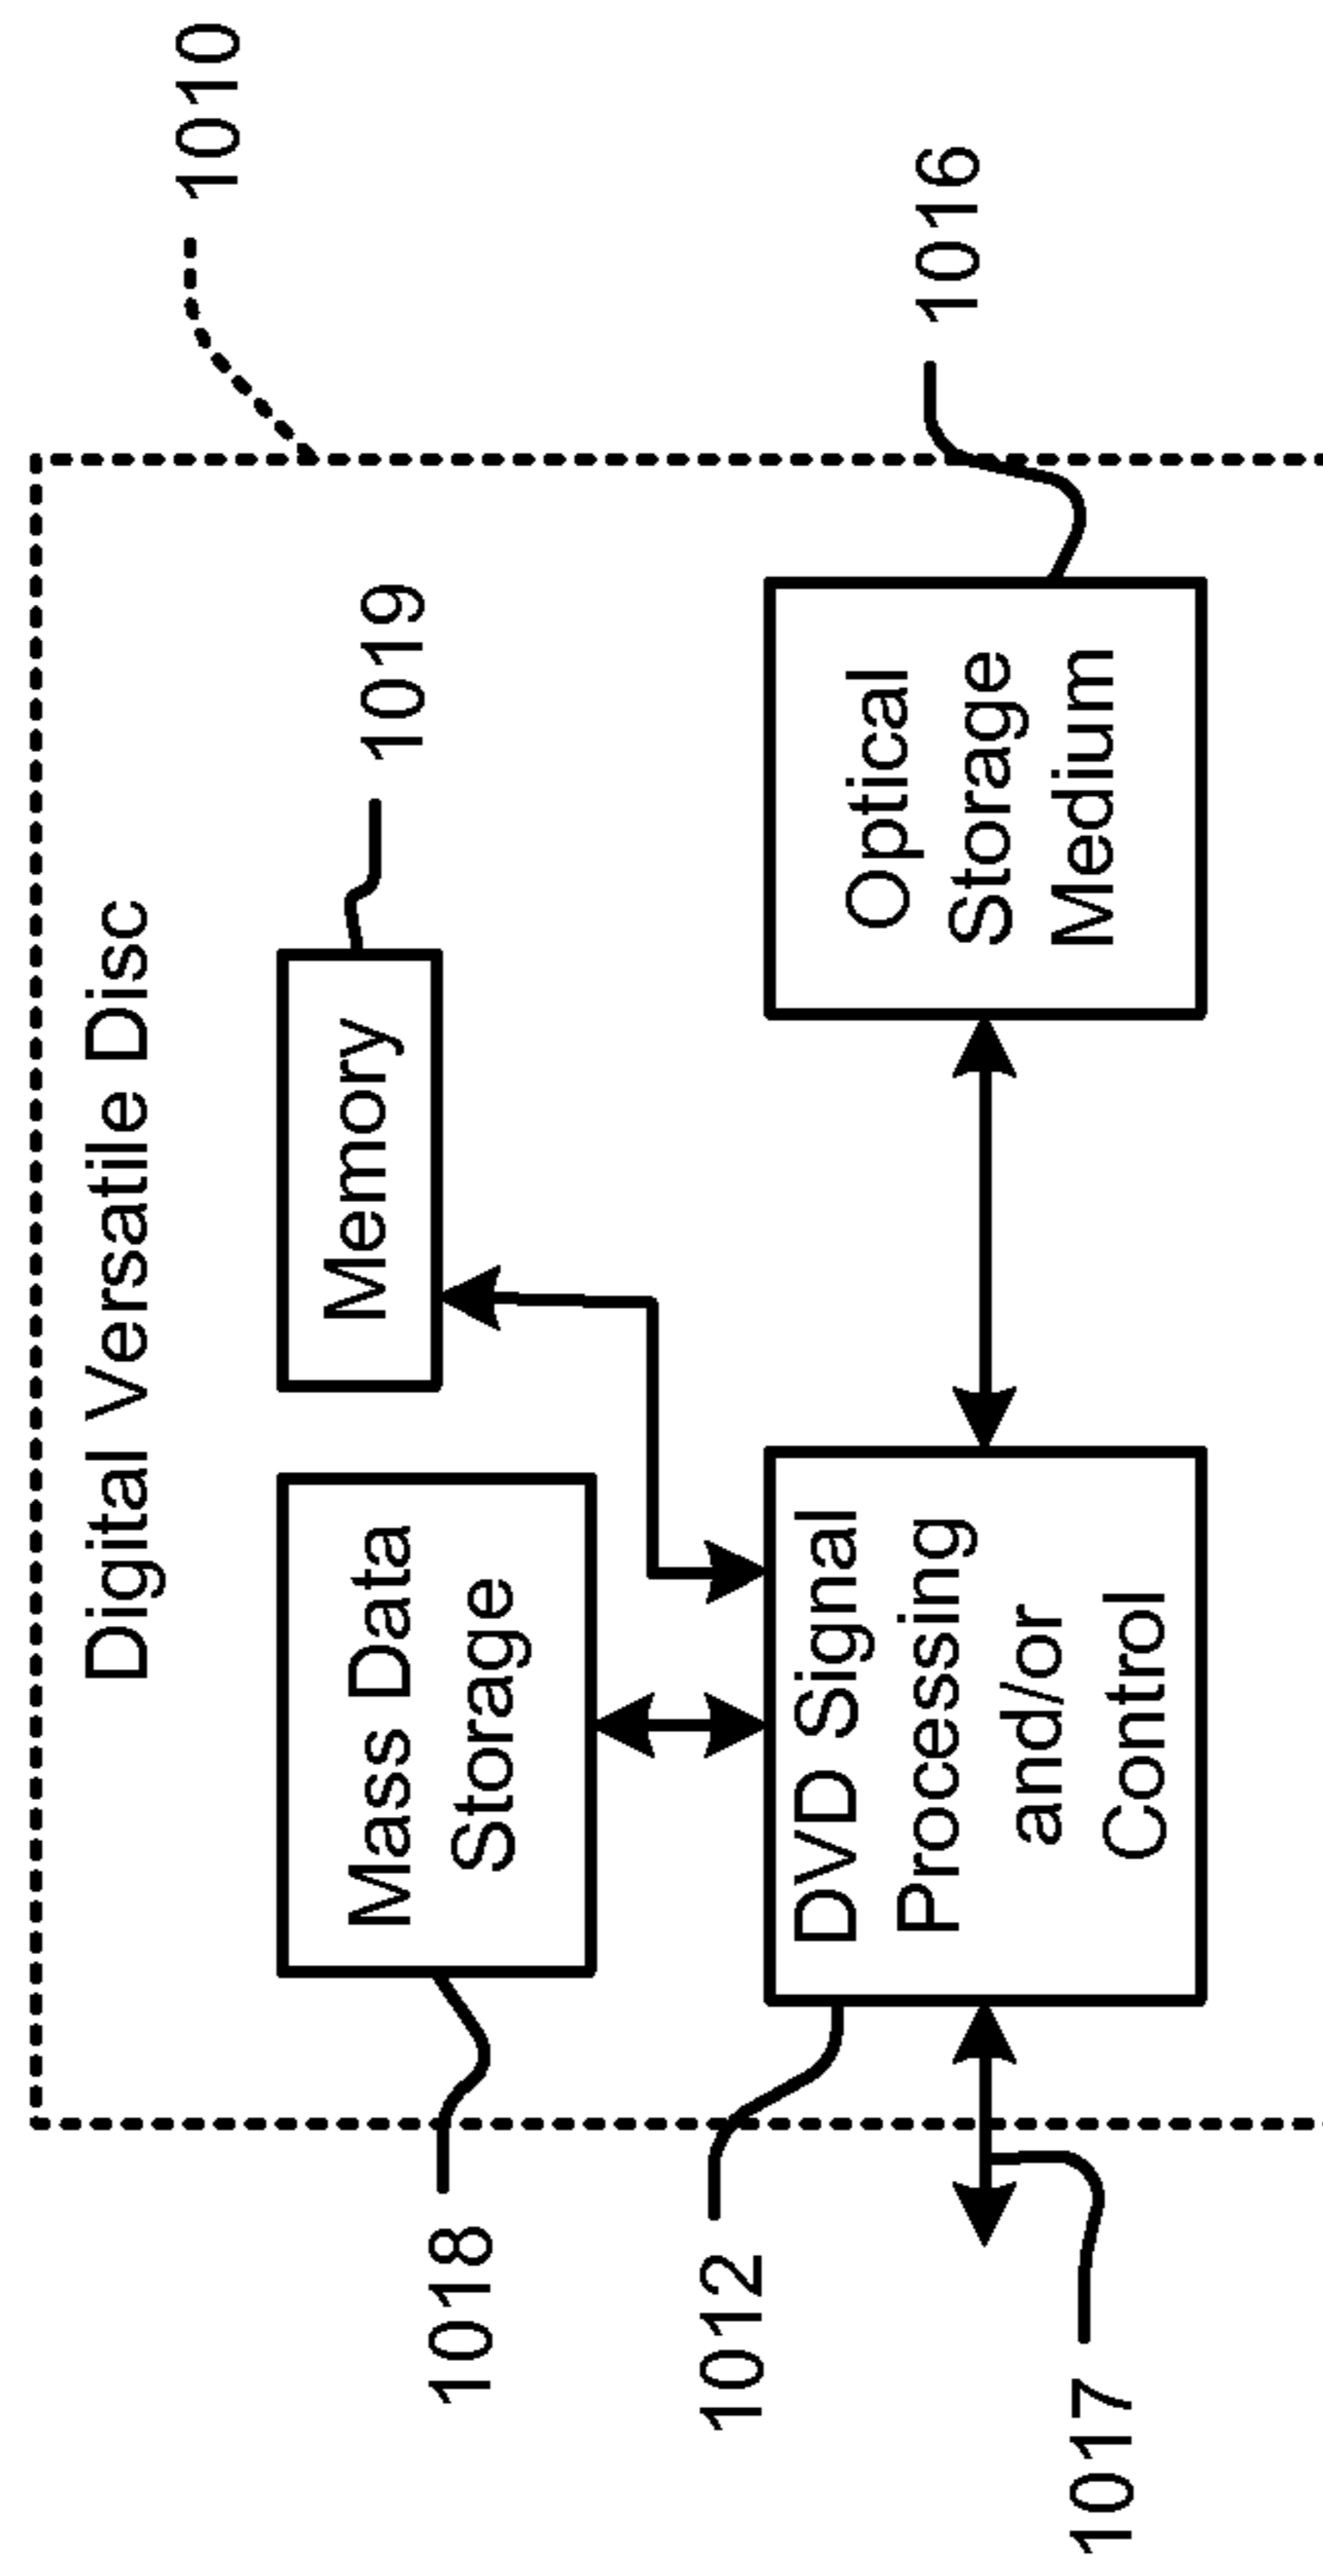 1010
Digital Versatile Disc
1019
Memory
1018
Mass Data
Storage
1016
Optical
Storage
Medium
1012
DVD Signal
Processing
and/or
Control
1017